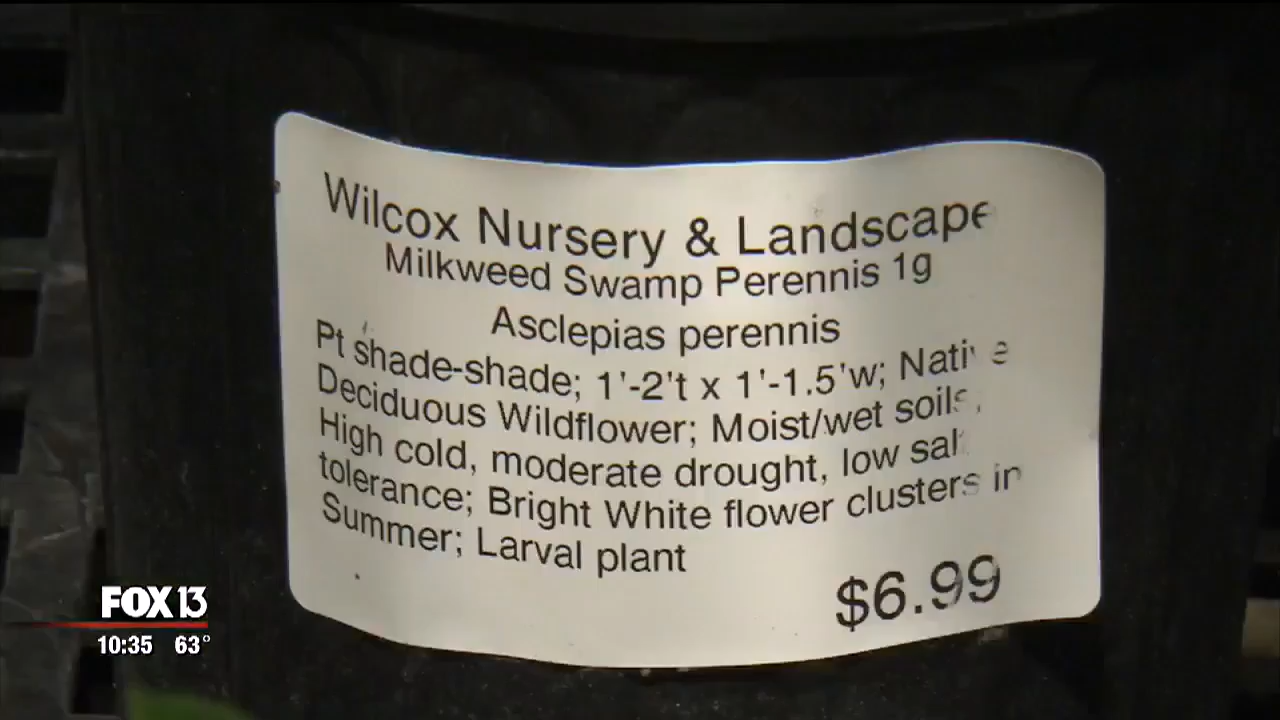 Wilcox Nursery & Landscape
Milkweed Swamp Perennis 1g
Asclepias perennis
Pt shade-shade; 1'-2't x 1'-1.5'w; Native
Deciduous Wildflower; Moist/wet soils;
High cold, moderate drought, low salt
tolerance; Bright White flower clusters in
Summer; Larval plant
$6.99
FOX 13
10:35 63°